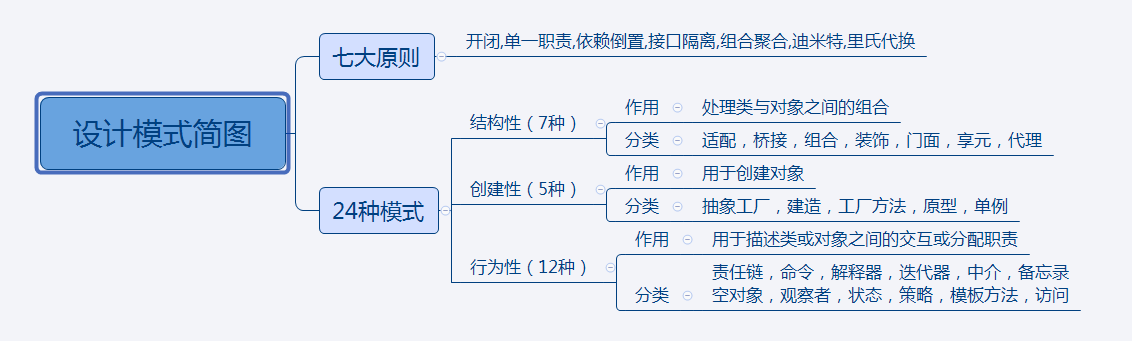 设计模式简图
七大原则
开闭,单一职责,依赖倒置,接口隔离,组合聚合,迪米特,里氏代换
24种模式
结构性（7种）
作用
处理类与对象之间的组合
分类
适配，桥接，组合，装饰，门面，享元，代理
创建性（5种）
作用
用于创建对象
分类
抽象工厂，建造，工厂方法，原型，单例
行为性（12种）
作用
用于描述类或对象之间的交互或分配职责
分类
责任链，命令，解释器，迭代器，中介，备忘录
空对象，观察者，状态，策略，模板方法，访问